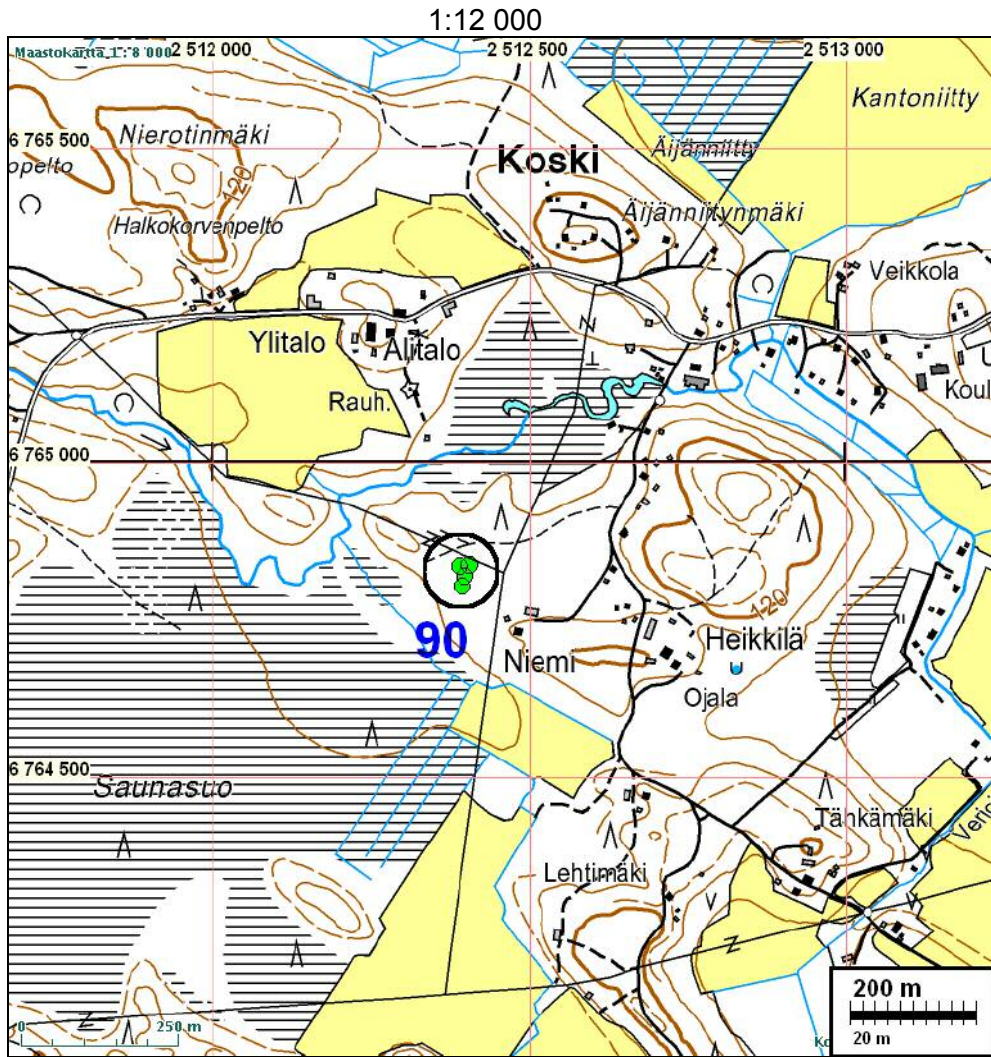 1:12 000
Maastokartta 1 : 8 000
2 512 000
2 512 500
2 513 000
Kantoniitty
Nierotinmäki
6 765 500
Äijänniitty
Koski
opelto
120
Äijänniitynmäki
Halkokorvenpelto
Veikkola
Ylitalo
Alitalo
U
Koul
Rauh.
6 765 000
120
90
Niemi
Heikkilä
Ojala
6 764 500
Saunasuo
Tähkämäki
Lehtimäki
200 m
20 m
0
250 m